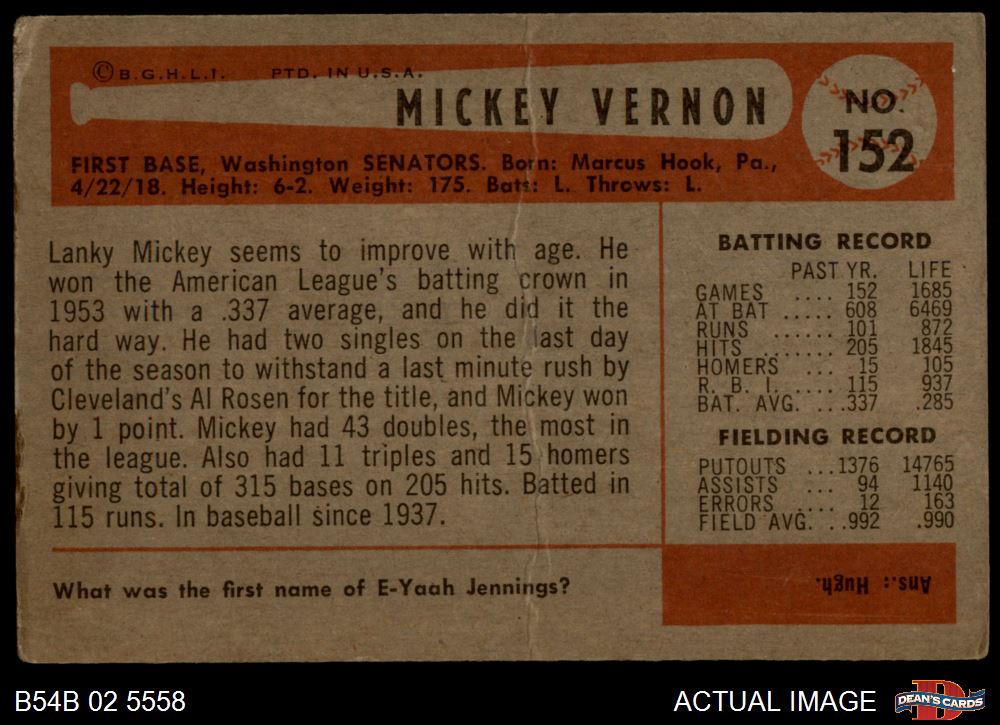 © B.G.H.L.I. PTD. IN U.S.A.
MICKEY VERNON
NO.
152
FIRST BASE, Washington SENATORS. Born: Marcus Hook, Pa.,
4/22/18. Height: 6-2. Weight: 175. Bats: L. Throws: L.
Lanky Mickey seems to improve with age. He
won the American League's batting crown in
1953 with a .337 average, and he did it the
hard way. He had two singles on the last day
of the season to withstand a last minute rush by
Cleveland's Al Rosen for the title, and Mickey won
by 1 point. Mickey had 43 doubles, the most in
the league. Also had 11 triples and 15 homers
giving total of 315 bases on 205 hits. Batted in
115 runs. In baseball since 1937.
BATTING RECORD
PAST YR. LIFE
GAMES .... 152 1685
AT BAT ..... 608 6469
RUNS ...... 101 872
HITS ....... 205 1845
HOMERS .... 15 105
R. B. I. .... 115 937
BAT. AVG. ...337 .285
FIELDING RECORD
PUTOUTS ...1376 14765
ASSISTS ... 94 1140
ERRORS .... 12 163
FIELD AVG. ..992 .990
What was the first name of E-Yaah Jennings?
Ans.: Hugh.
B54B 02 5558
ACTUAL IMAGE
DEAN'S CARDS